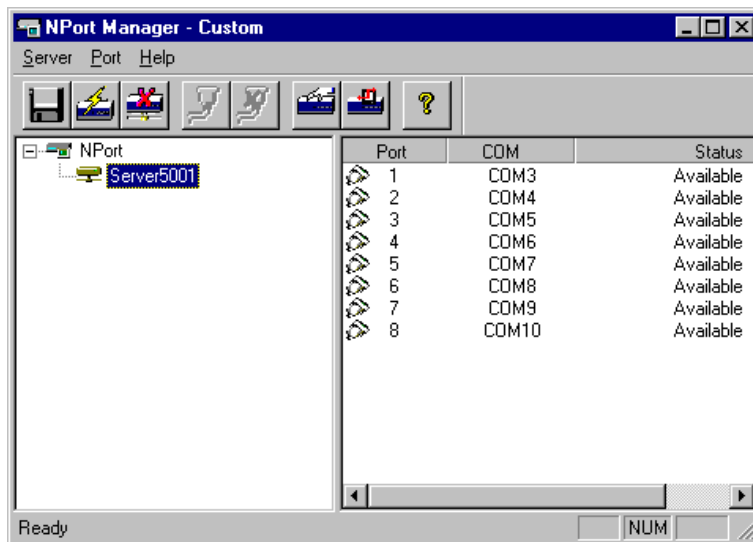 NPort Manager - Custom
Server Port Help
NPort
Server5001
Port COM Status
1 COM3 Available
2 COM4 Available
3 COM5 Available
4 COM6 Available
5 COM7 Available
6 COM8 Available
7 COM9 Available
8 COM10 Available
Ready NUM